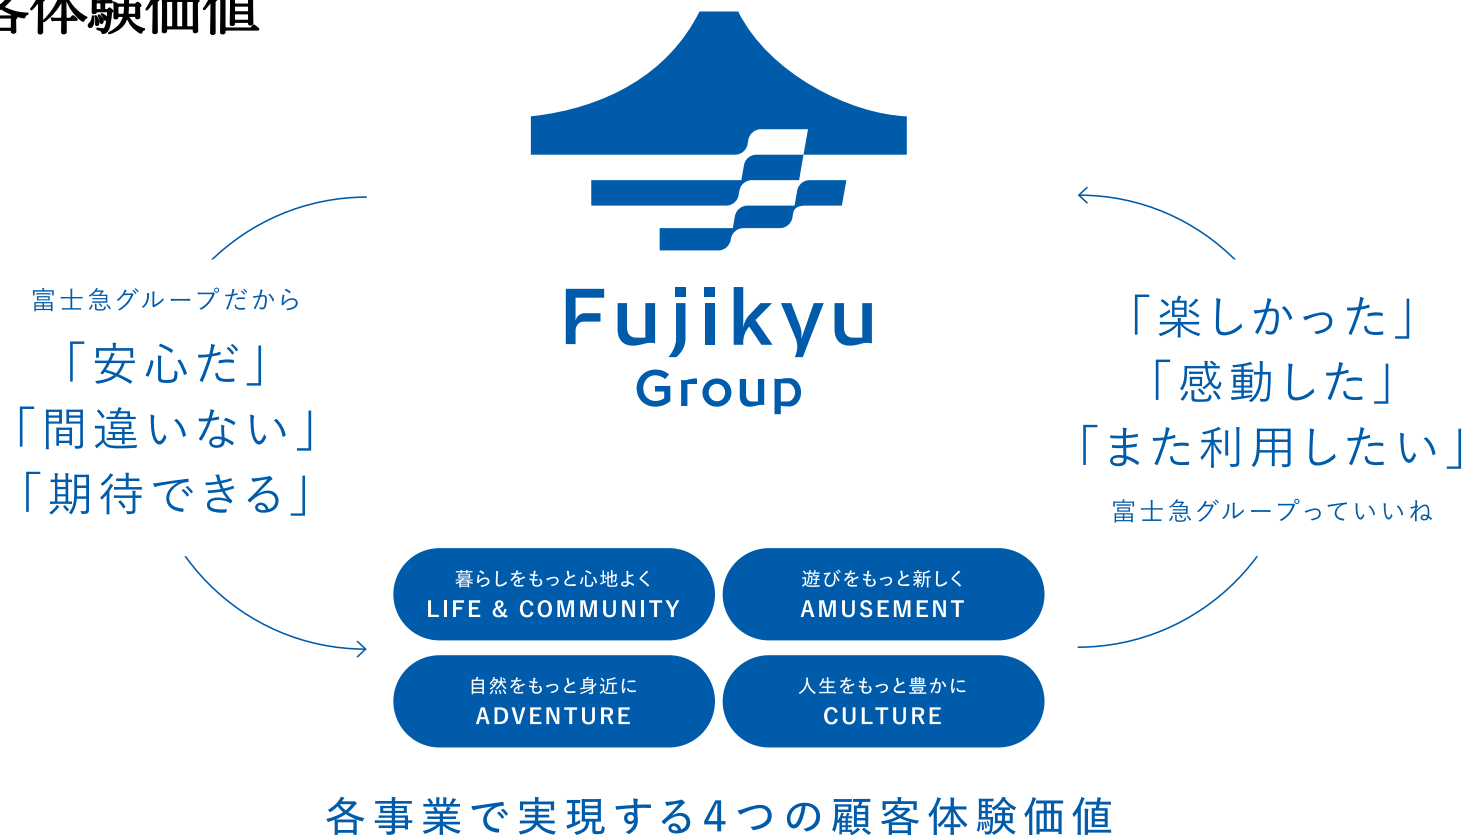 客体験価値
Fujikyu
Group
富士急グループだから
「安心だ」
「間違いない」
「期待できる」
「楽しかった」
「感動した」
「また利用したい」
富士急グループっていいね
暮らしをもっと心地よく
LIFE & COMMUNITY
遊びをもっと新しく
AMUSEMENT
自然をもっと身近に
ADVENTURE
人生をもっと豊かに
CULTURE
各事業で実現する4つの顧客体験価値